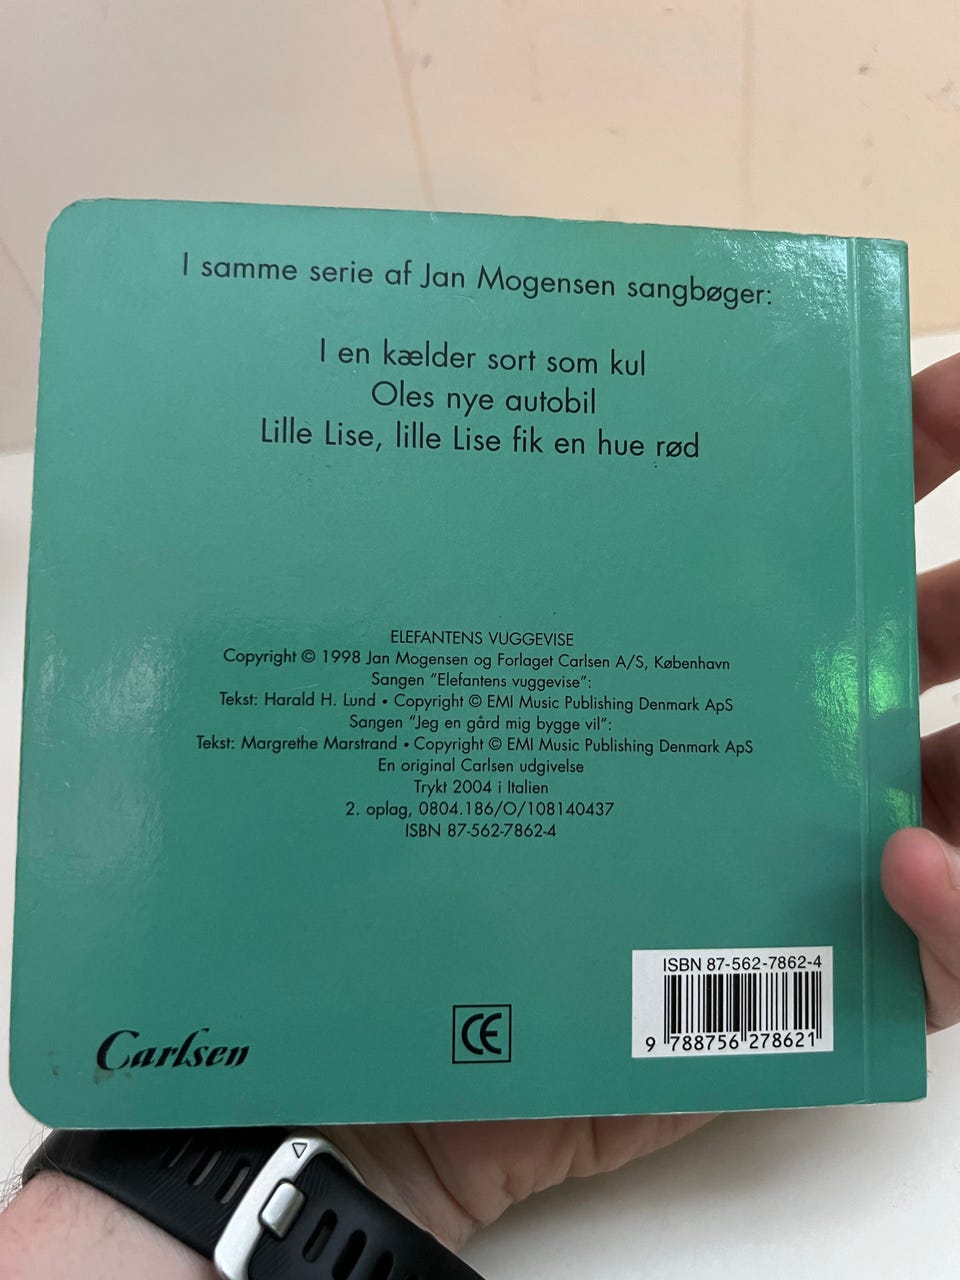 I samme serie af Jan Mogensen sangbøger:
I en kælder sort som kul
Oles nye autobil
Lille Lise, lille Lise fik en hue rød
ELEFANTENS VUGGEVISE
Copyright © 1998 Jan Mogensen og Forlaget Carlsen A/S, København
Sangen "Elefantens vuggevise":
Tekst: Harald H. Lund • Copyright © EMI Music Publishing Denmark ApS
Sangen "Jeg en gård mig bygge vil":
Tekst: Margrethe Marstrand • Copyright © EMI Music Publishing Denmark ApS
En original Carlsen udgivelse
Trykt 2004 i Italien
2. oplag, 0804.186/O/108140437
ISBN 87-562-7862-4
ISBN 87-562-7862-4
9 788756 278621
Carlsen
CE